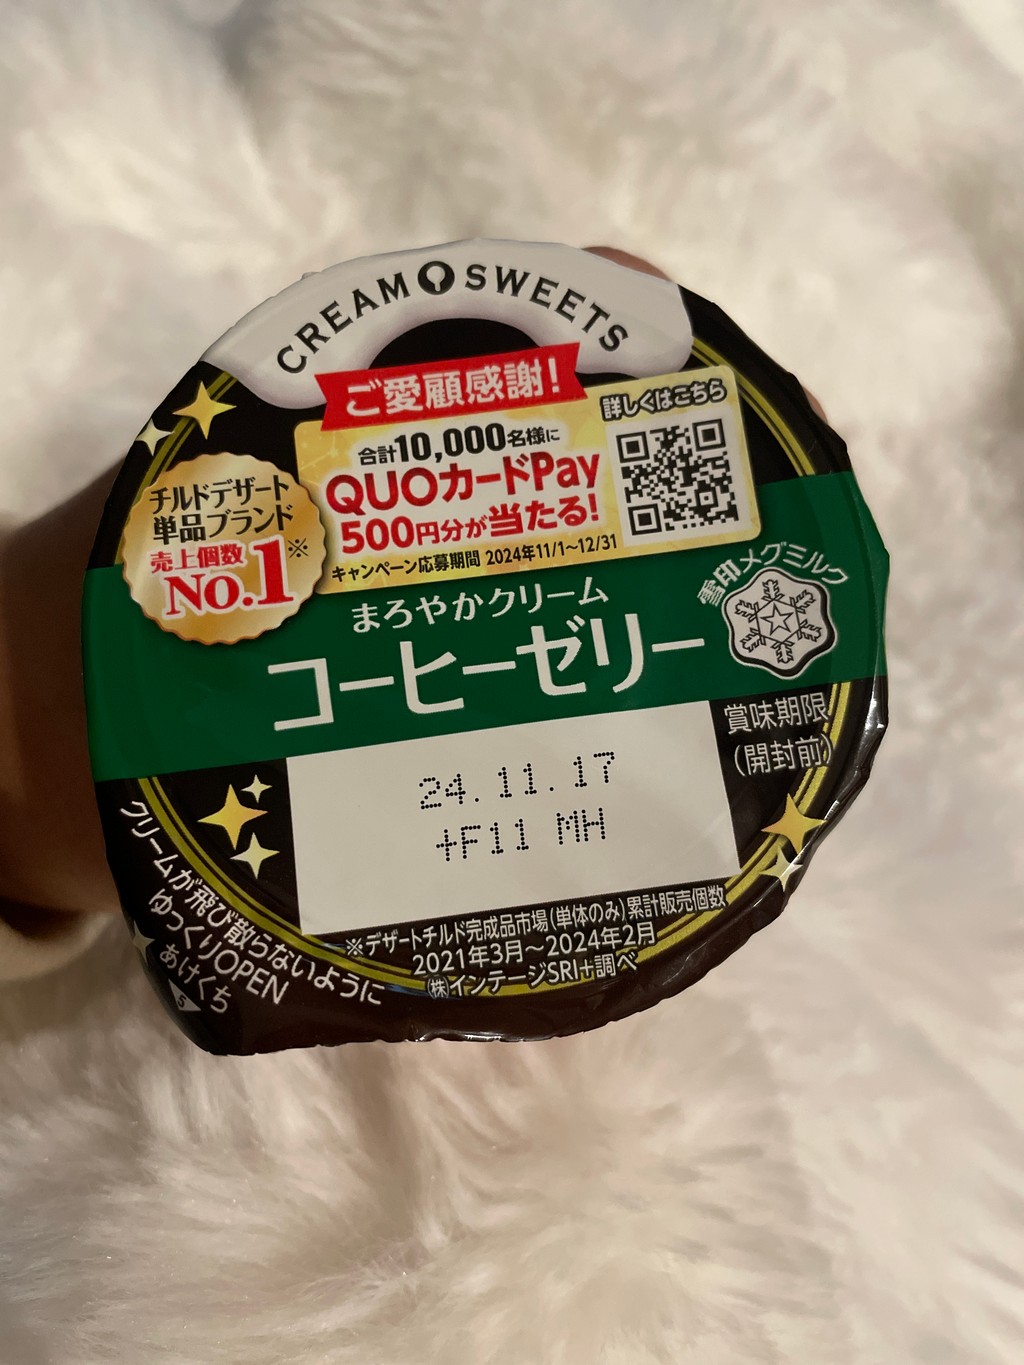 CREAM SWEETS
ご愛顧感謝!
合計10,000名様に
QUOカードPay
500円分が当たる!
キャンペーン応募期間 2024年11/1〜12/31
詳しくはこちら
チルドデザート
単品ブランド
売上個数
No.1※
まろやかクリーム
コーヒーゼリー
雪印メグミルク
賞味期限
(開封前)
24.11.17
+F11 MH
クリームが飛び散らないように
ゆっくりOPEN
あけくち
5
※デザートチルド完成品市場(単体のみ)累計販売個数
2021年3月〜2024年2月
㈱インテージSRI+調べ